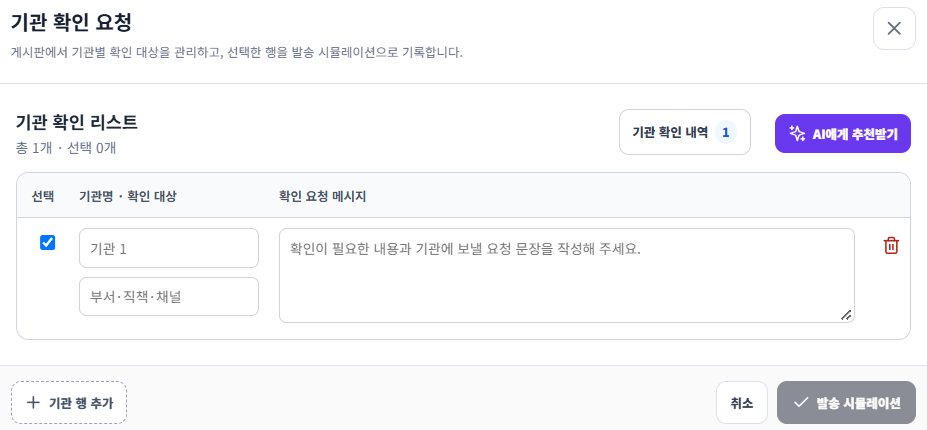 기관 확인 요청
게시판에서 기관별 확인 대상을 관리하고, 선택한 행을 발송 시뮬레이션으로 기록합니다.
기관 확인 리스트
총 1개 · 선택 0개
기관 확인 내역 1
AI에게 추천받기
선택 기관명 · 확인 대상 확인 요청 메시지
기관 1
확인이 필요한 내용과 기관에 보낼 요청 문장을 작성해 주세요.
부서·직책·채널
기관 행 추가
취소
발송 시뮬레이션